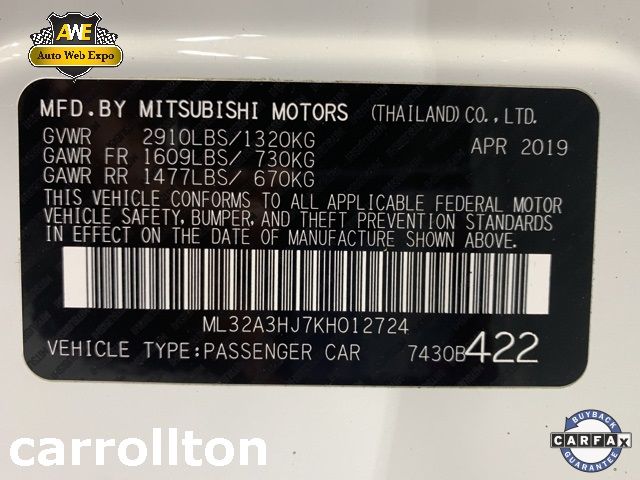 AWE
Auto Web Expo
MFD.BY MITSUBISHI MOTORS (THAILAND)CO.,LTD.
GVWR 2910LBS/1320KG APR 2019
GAWR FR 1609LBS/ 730KG
GAWR RR 1477LBS/ 670KG
THIS VEHICLE CONFORMS TO ALL APPLICABLE FEDERAL MOTOR
VEHICLE SAFETY, BUMPER, AND THEFT PREVENTION STANDARDS
IN EFFECT ON THE DATE OF MANUFACTURE SHOWN ABOVE.
ML32A3HJ7KH012724
VEHICLE TYPE:PASSENGER CAR 7430B422
carrollton
BUYBACK
CARFAX
GUARANTEE